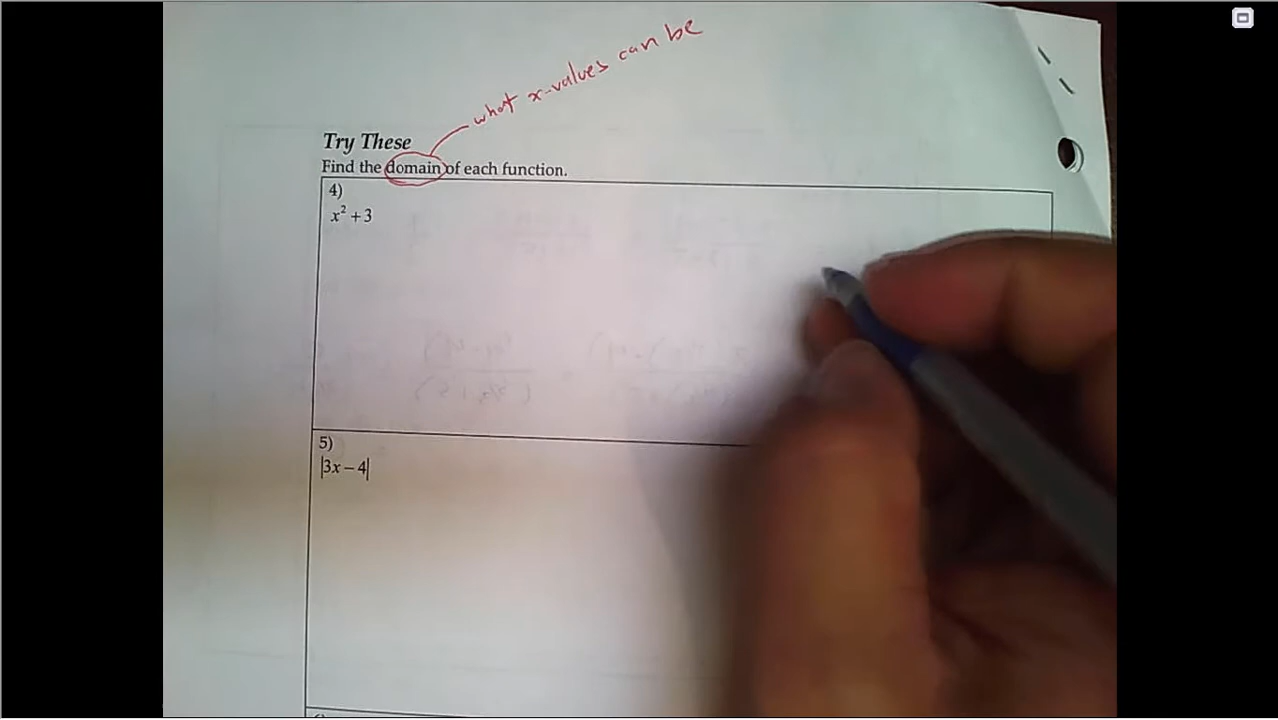 what x-values can be
Try These
Find the domain of each function.
4)
x² + 3
5)
|3x − 4|